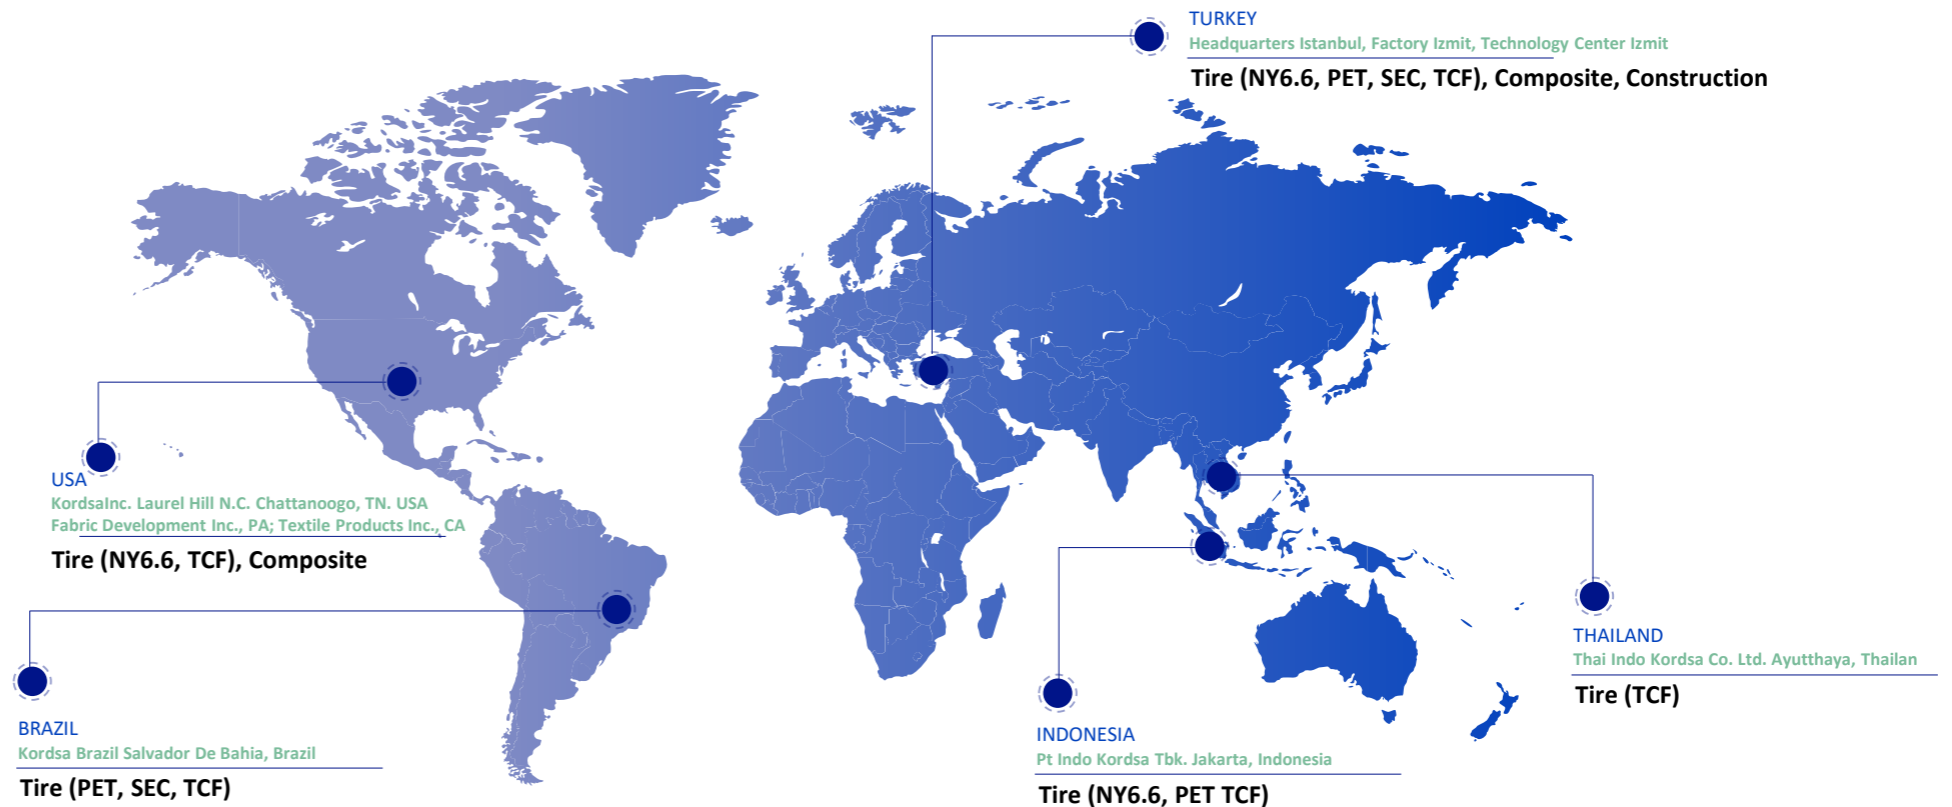 TURKEY
Headquarters Istanbul, Factory Izmit, Technology Center Izmit
Tire (NY6.6, PET, SEC, TCF), Composite, Construction
USA
KordsaInc. Laurel Hill N.C. Chattanoogo, TN. USA
Fabric Development Inc., PA; Textile Products Inc., CA
Tire (NY6.6, TCF), Composite
BRAZIL
Kordsa Brazil Salvador De Bahia, Brazil
Tire (PET, SEC, TCF)
INDONESIA
Pt Indo Kordsa Tbk. Jakarta, Indonesia
Tire (NY6.6, PET TCF)
THAILAND
Thai Indo Kordsa Co. Ltd. Ayutthaya, Thailan
Tire (TCF)